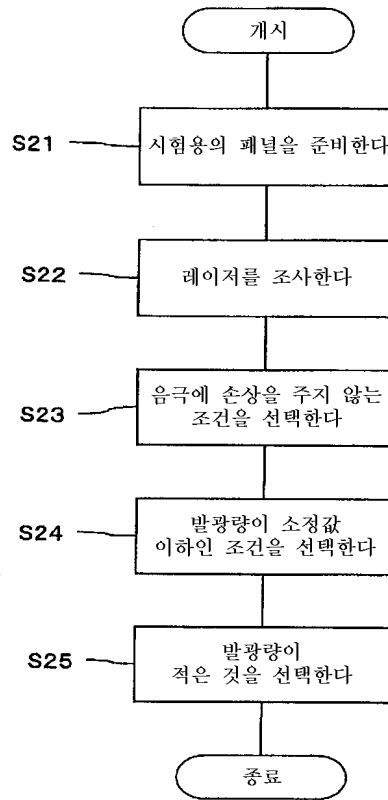 개시
S21
시험용의 패널을 준비한다
S22
레이저를 조사한다
S23
음극에 손상을 주지 않는
조건을 선택한다
S24
발광량이 소정값
이하인 조건을 선택한다
S25
발광량이
적은 것을 선택한다
종료